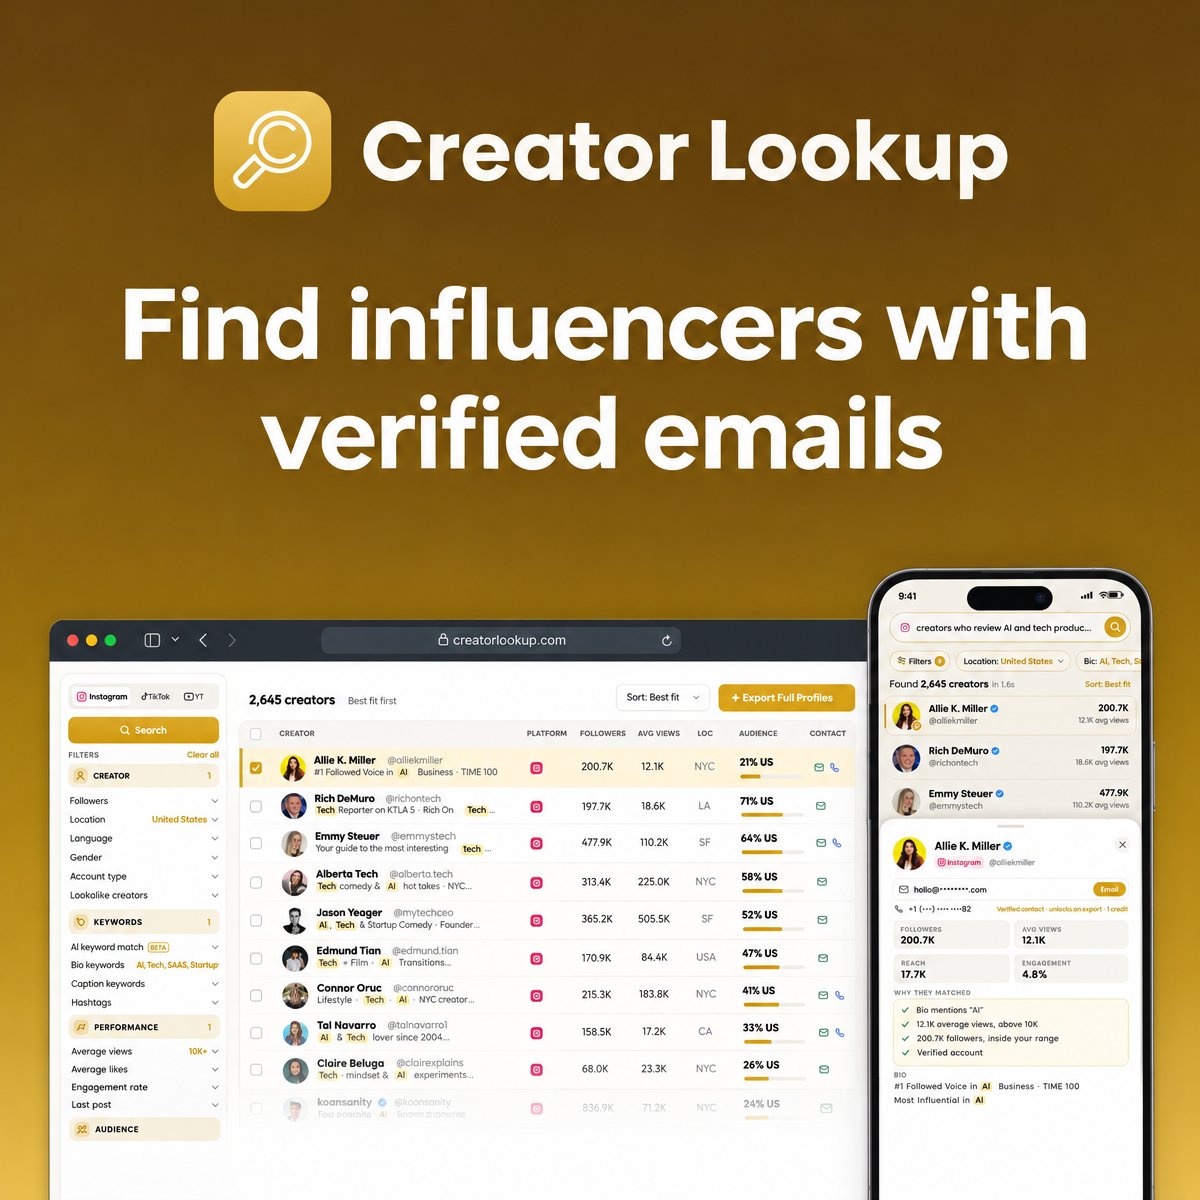 Creator Lookup
Find influencers with
verified emails
creatorlookup.com
Instagram TikTok YT
Search
FILTERS Clear all
CREATOR 1
Followers
Location United States
Language
Gender
Account type
Lookalike creators
KEYWORDS 1
AI keyword match BETA
Bio keywords AI, Tech, SAAS, Startup
Caption keywords
Hashtags
PERFORMANCE 1
Average views 10K+
Average likes
Engagement rate
Last post
AUDIENCE
2,645 creators Best fit first
Sort: Best fit
+ Export Full Profiles
CREATOR PLATFORM FOLLOWERS AVG VIEWS LOC AUDIENCE CONTACT
Allie K. Miller @alliekmiller 200.7K 12.1K NYC 21% US
#1 Followed Voice in AI Business · TIME 100
Rich DeMuro @richontech 197.7K 18.6K LA 71% US
Tech Reporter on KTLA 5 · Rich On Tech ...
Emmy Steuer @emmystech 477.9K 110.2K SF 64% US
Your guide to the most interesting tech ...
Alberta Tech @alberta.tech 313.4K 225.0K NYC 58% US
Tech comedy & AI hot takes · NYC...
Jason Yeager @mytechceo 365.2K 505.5K SF 52% US
AI, Tech & Startup Comedy · Founder...
Edmund Tian @edmund.tian 170.9K 84.4K USA 47% US
Tech + Film · AI Transitions...
Connor Oruc @connororuc 215.3K 183.8K NYC 41% US
Lifestyle · Tech · AI · NYC creator...
Tal Navarro @talnavarro1 158.5K 17.2K CA 33% US
AI & Tech lover since 2004...
Claire Beluga @clairexplains 68.0K 23.3K NYC 26% US
Tech · mindset & AI experiments...
koansanity @koansanity 836.9K 71.2K NYC 24% US
9:41
creators who review AI and tech produc...
Filters 9 Location: United States Bic: AI, Tech, S
Found 2,645 creators in 1.6s Sort: Best fit
Allie K. Miller 200.7K
@alliekmiller 12.1K avg views
Rich DeMuro 197.7K
@richontech 18.6K avg views
Emmy Steuer 477.9K
@emmystech 110.2K avg views
Allie K. Miller
Instagram @alliekmiller
hollo@········.com Email
+1 (···) ···-····82 Verified contact · unlocks on export · 1 credit
FOLLOWERS AVG VIEWS
200.7K 12.1K
REACH ENGAGEMENT
17.7K 4.8%
WHY THEY MATCHED
Bio mentions "AI"
12.1K average views, above 10K
200.7K followers, inside your range
Verified account
BIO
#1 Followed Voice in AI Business · TIME 100
Most Influential in AI